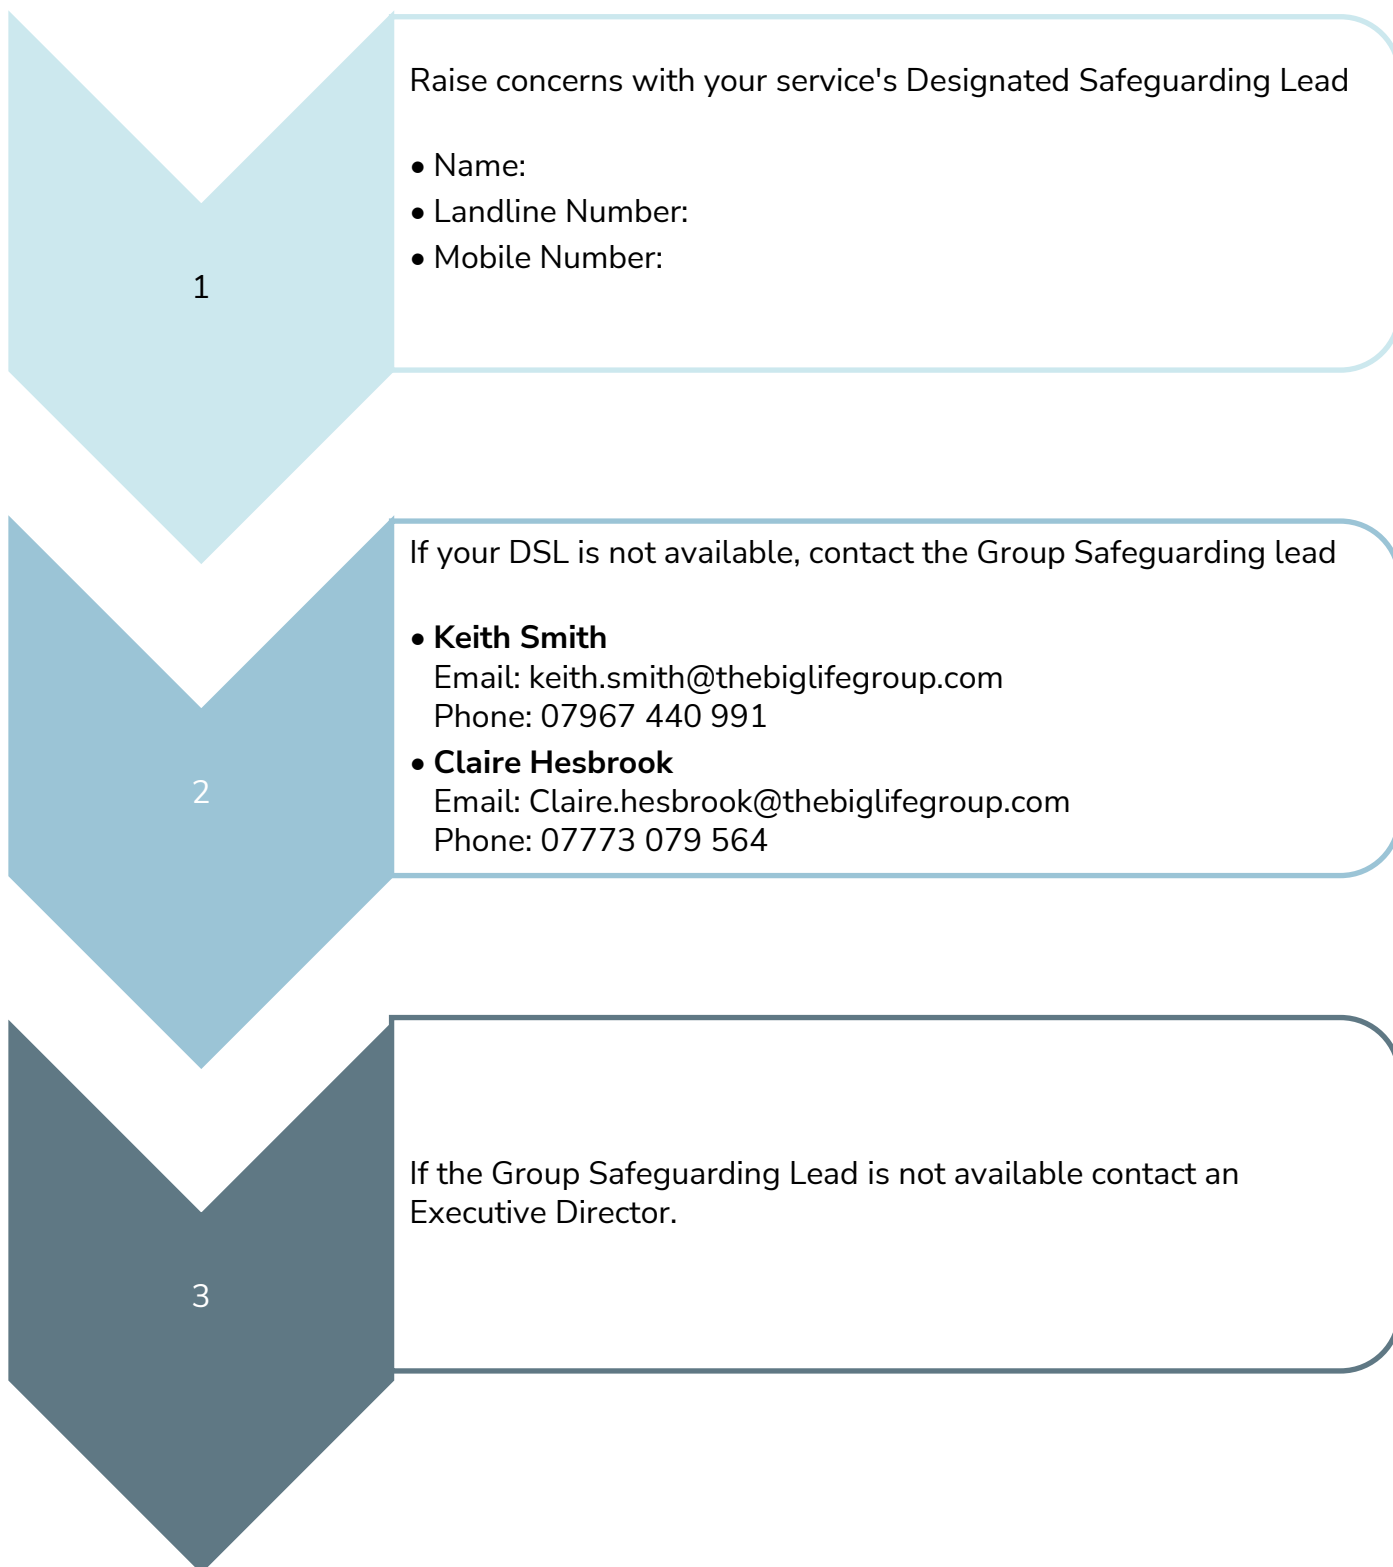 Raise concerns with your service's Designated Safeguarding Lead
• Name:
• Landline Number:
• Mobile Number:
1
If your DSL is not available, contact the Group Safeguarding lead
• Keith Smith
Email: keith.smith@thebiglifegroup.com
Phone: 07967 440 991
• Claire Hesbrook
Email: Claire.hesbrook@thebiglifegroup.com
Phone: 07773 079 564
2
If the Group Safeguarding Lead is not available contact an
Executive Director.
3